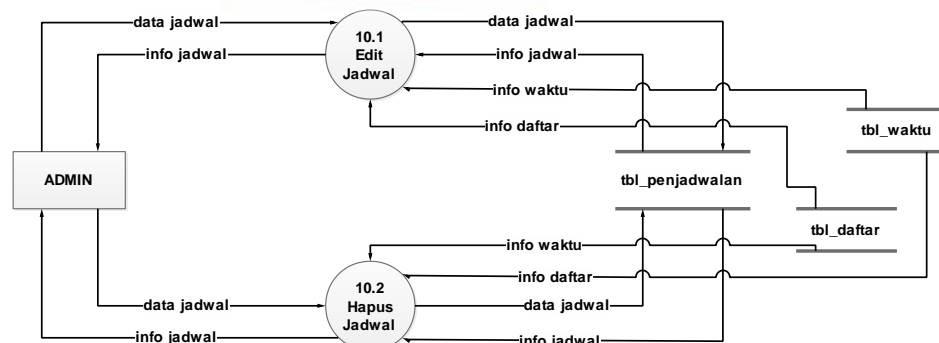 data jadwal
10.1
Edit
Jadwal
data jadwal
info jadwal
info jadwal
info waktu
info daftar
tbl_waktu
ADMIN
tbl_penjadwalan
tbl_daftar
info waktu
info daftar
10.2
Hapus
Jadwal
data jadwal
data jadwal
info jadwal
info jadwal